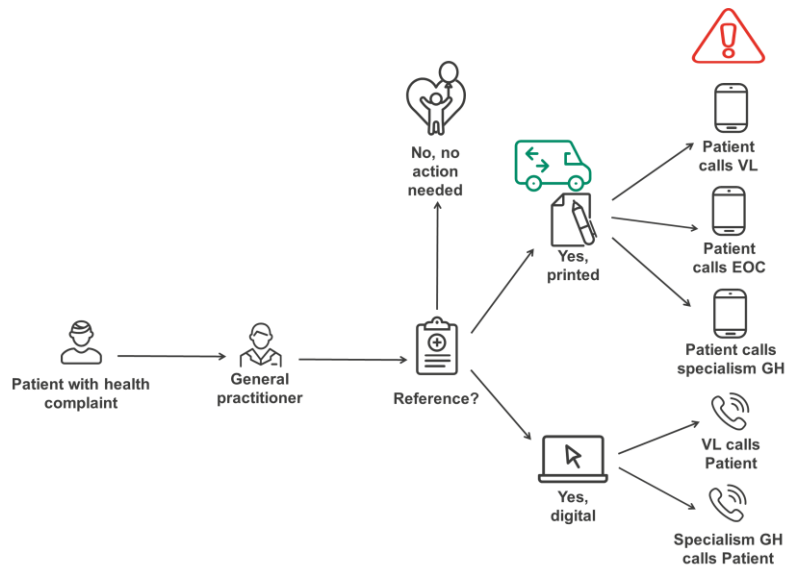 No, no
action
needed
Patient
calls VL
Yes,
printed
Patient
calls EOC
Patient calls
specialism GH
Patient with health
complaint
General
practitioner
Reference?
VL calls
Patient
Yes,
digital
Specialism GH
calls Patient